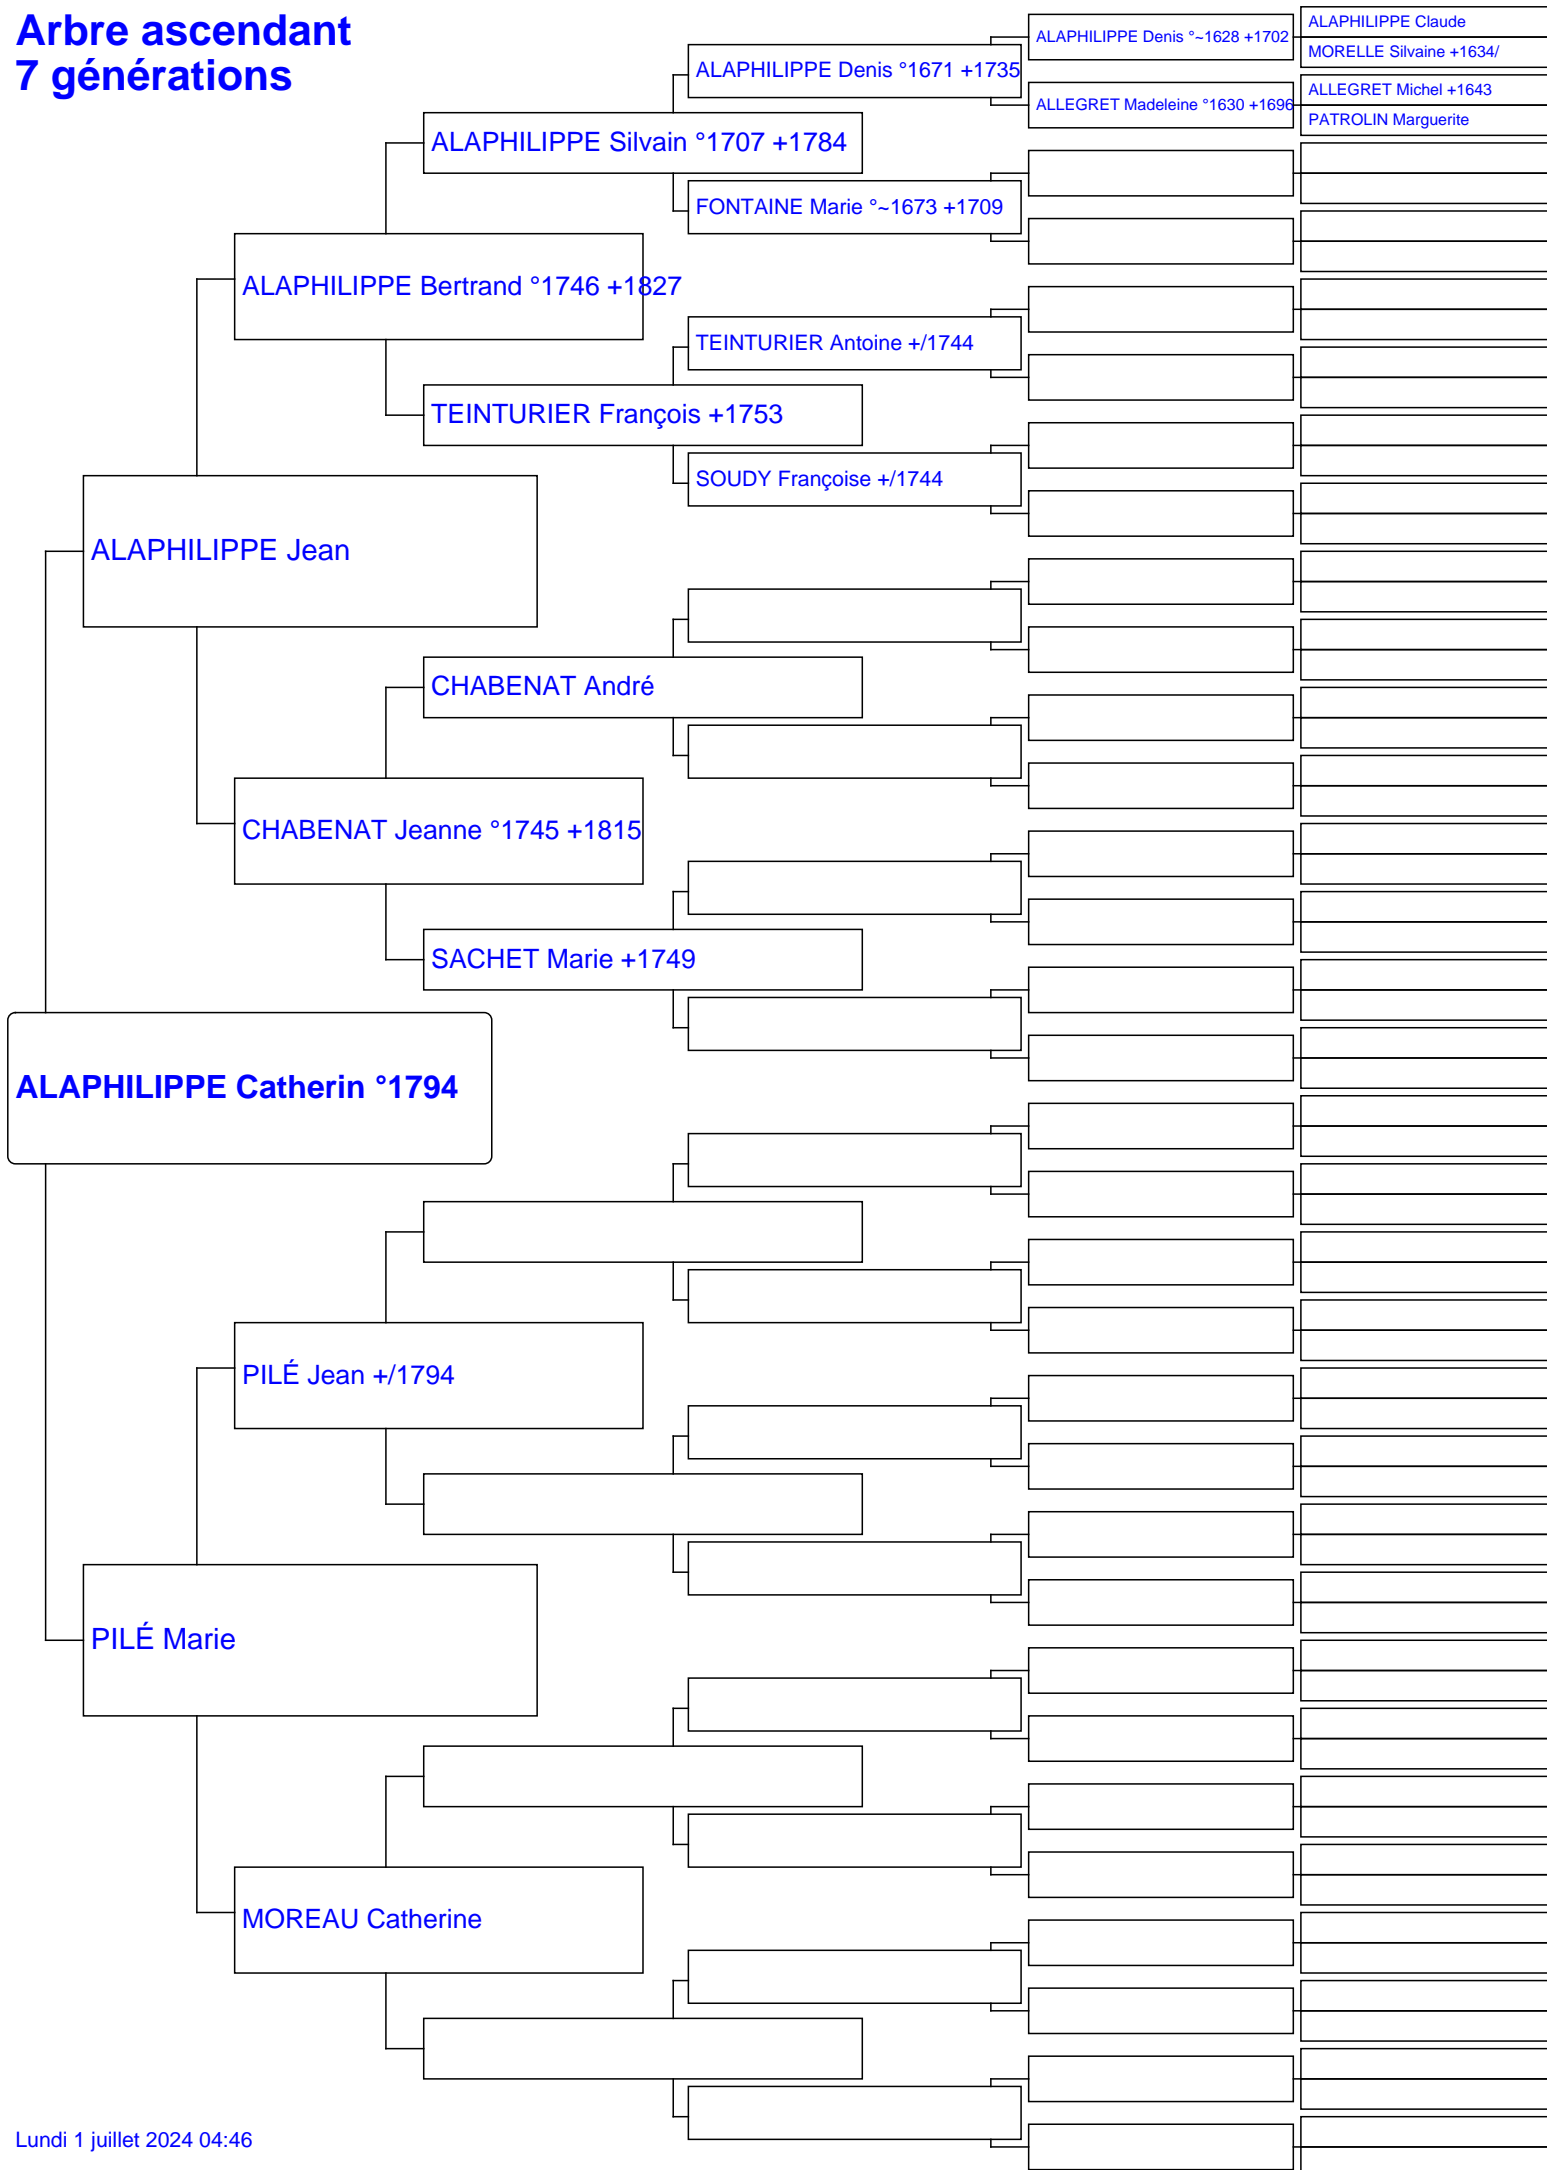 Arbre ascendant
7 générations
ALAPHILIPPE Claude
ALAPHILIPPE Denis °~1628 +1702
MORELLE Silvaine +1634/
ALAPHILIPPE Denis °1671 +1735
ALLEGRET Michel +1643
ALLEGRET Madeleine °1630 +1696
PATROLIN Marguerite
ALAPHILIPPE Silvain °1707 +1784
FONTAINE Marie °~1673 +1709
ALAPHILIPPE Bertrand °1746 +1827
TEINTURIER Antoine +/1744
TEINTURIER François +1753
SOUDY Françoise +/1744
ALAPHILIPPE Jean
CHABENAT André
CHABENAT Jeanne °1745 +1815
SACHET Marie +1749
ALAPHILIPPE Catherin °1794
PILÉ Jean +/1794
PILÉ Marie
MOREAU Catherine
Lundi 1 juillet 2024 04:46